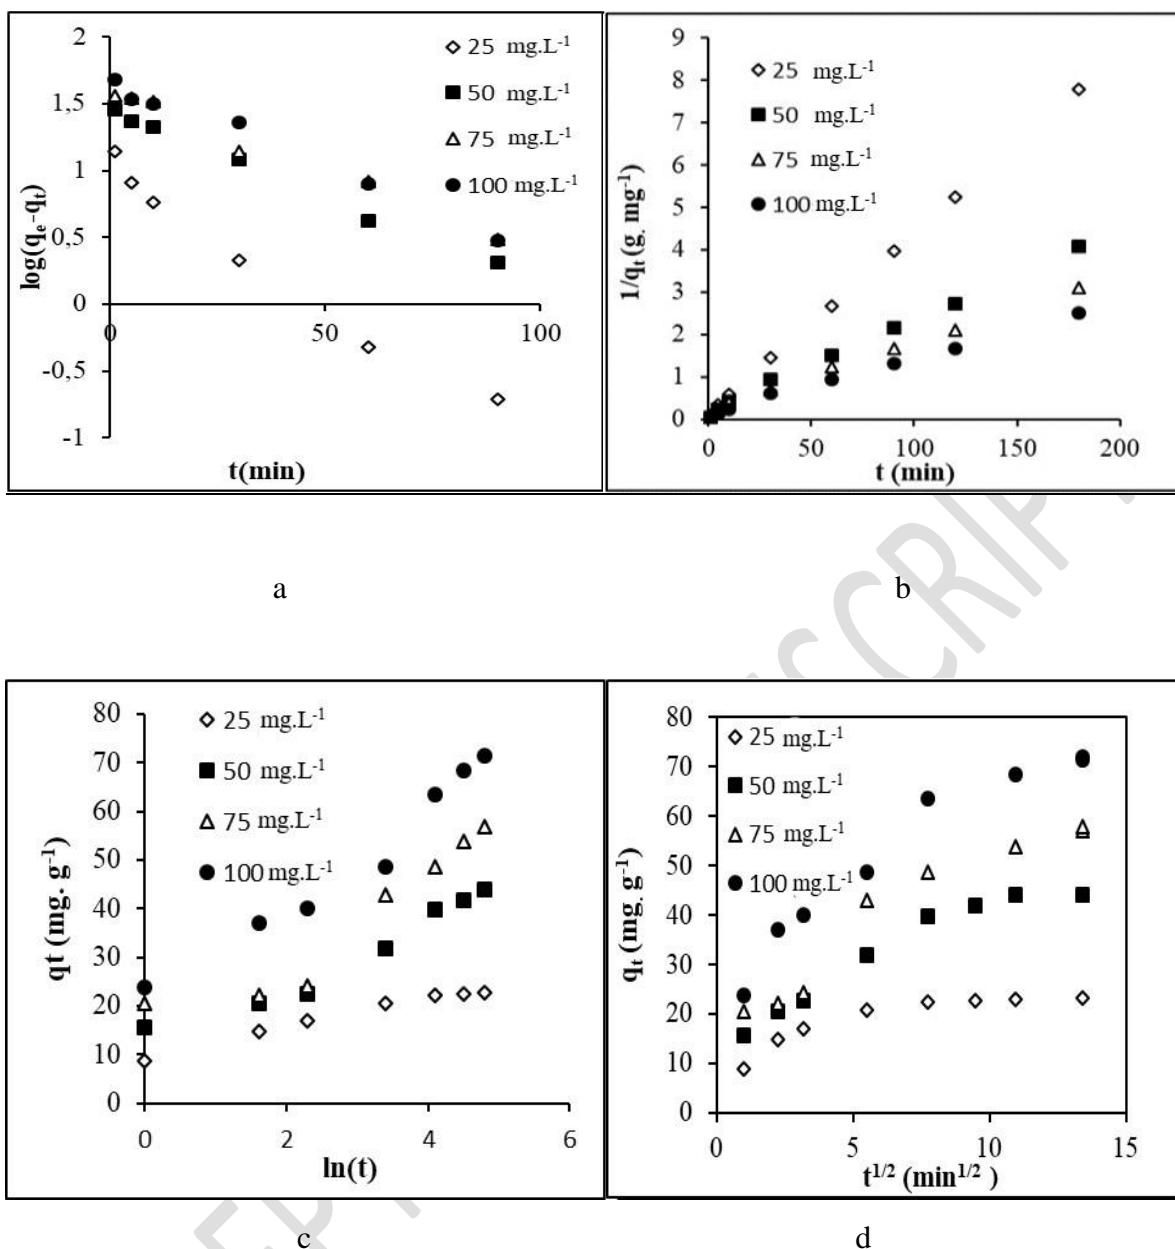 2
1,5
1
0,5
0
-0,5
-1
0
50
100
log(qe-qt)
t(min)
25 mg.L-1
50 mg.L-1
75 mg.L-1
100 mg.L-1
9
8
7
6
5
4
3
2
1
0
0
50
100
150
200
1/qt (g. mg-1)
t (min)
25 mg.L-1
50 mg.L-1
75 mg.L-1
100 mg.L-1
a
b
80
70
60
50
40
30
20
10
0
0
2
4
6
qt (mg. g-1)
ln(t)
25 mg.L-1
50 mg.L-1
75 mg.L-1
100 mg.L-1
80
70
60
50
40
30
20
10
0
0
5
10
15
qt (mg. g-1)
t1/2 (min1/2 )
25 mg.L-1
50 mg.L-1
75 mg.L-1
100 mg.L-1
c
d